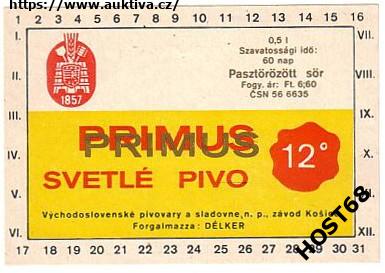 https://www.auktiva.cz/
1 2 3 4 5 6 7 8 9 10 11 12 13 14 15 16
I. VII.
II. VIII.
III. IX.
IV. X.
V. XI.
VI. XII.
1857
0,5 l
Szavatossági idő:
60 nap
Pasztörözött sör
Fogy. ár: Ft. 6;60
ČSN 56 6635
PRIMUS
PRIMUS
12°
SVETLÉ PIVO
Východoslovenské pivovary a sladovne, n. p., závod Košice
Forgalmazza: DÉLKER
17 18 19 20 21 22 23 24 25 26 27 28 29 30 31
HOST68